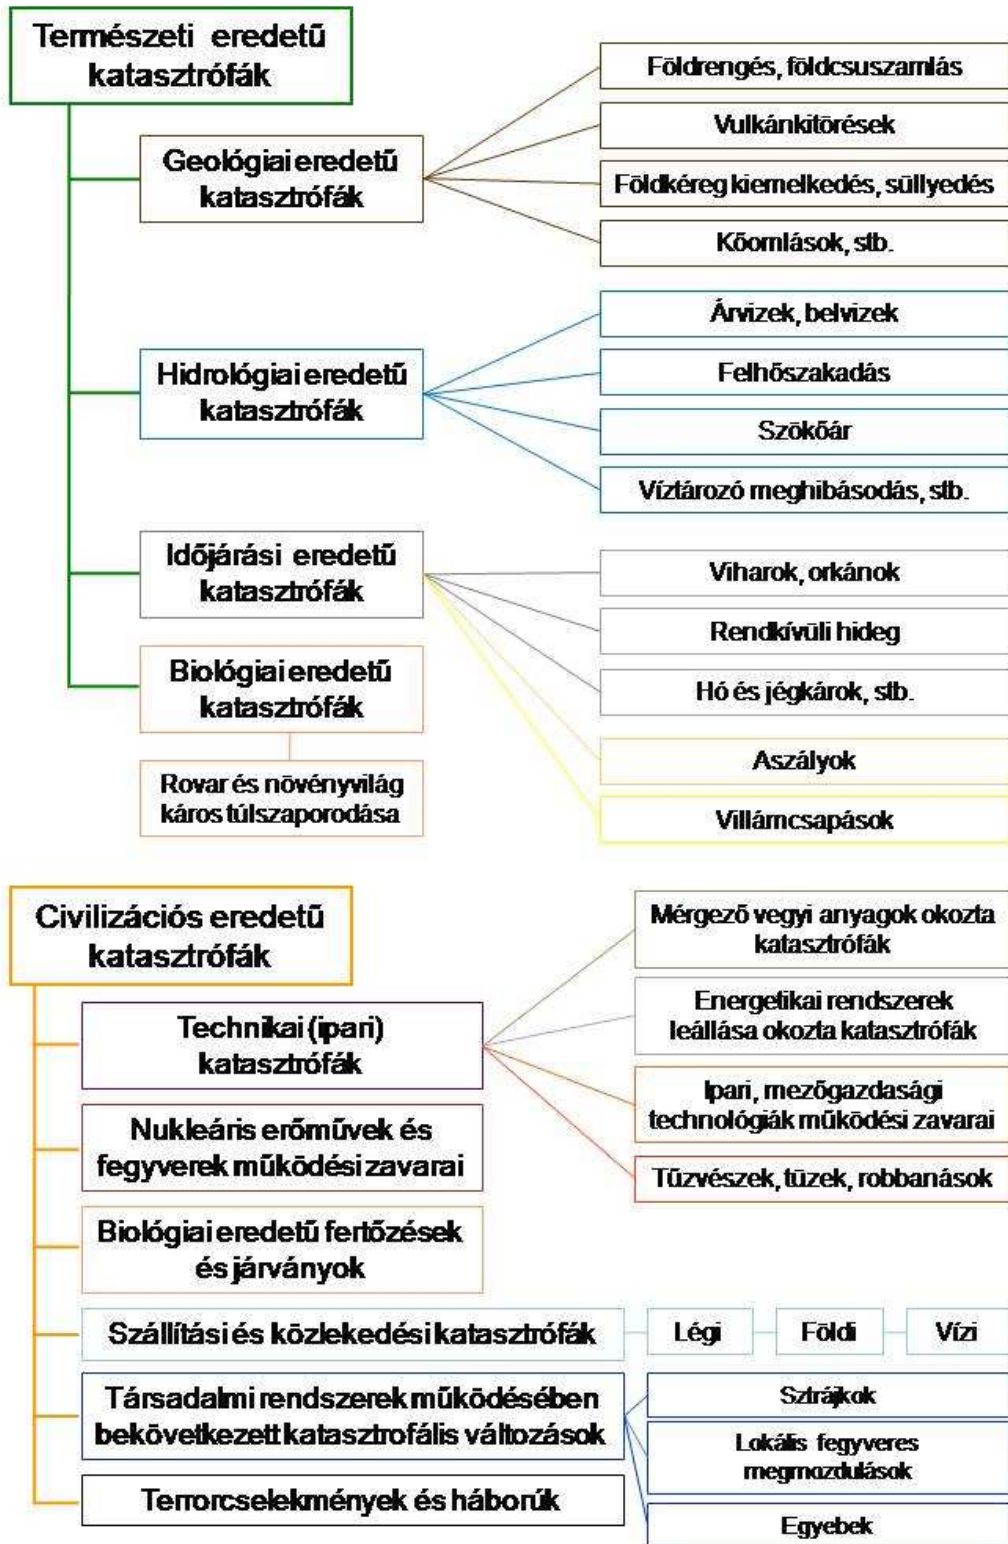 Természeti eredetű
katasztrófák
Geológiai eredetű
katasztrófák
Földrengés, földcsuszamlás
Vulkánkitörések
Földkéreg kiemelkedés, süllyedés
Kőomlások, stb.
Hidrológiai eredetű
katasztrófák
Árvizek, belvizek
Felhőszakadás
Szökőár
Víztározó meghibásodás, stb.
Időjárási eredetű
katasztrófák
Viharok, orkánok
Rendkívüli hideg
Hó és jégkárok, stb.
Aszályok
Villámcsapások
Biológiai eredetű
katasztrófák
Rovar és növényvilág
káros túlszaporodása
Civilizációs eredetű
katasztrófák
Technikai (ipari)
katasztrófák
Mérgező vegyi anyagok okozta
katasztrófák
Energetikai rendszerek
leállása okozta katasztrófák
Ipari, mezőgazdasági
technológiák működési zavarai
Tűzvészek, tüzek, robbanások
Nukleáris erőművek és
fegyverek működési zavarai
Biológiai eredetű fertőzések
és járványok
Szállítási és közlekedési katasztrófák
Légi
Földi
Vízi
Társadalmi rendszerek működésében
bekövetkezett katasztrofális változások
Sztrájkok
Lokális fegyveres
megmozdulások
Egyebek
Terrorcselekmények és háborúk